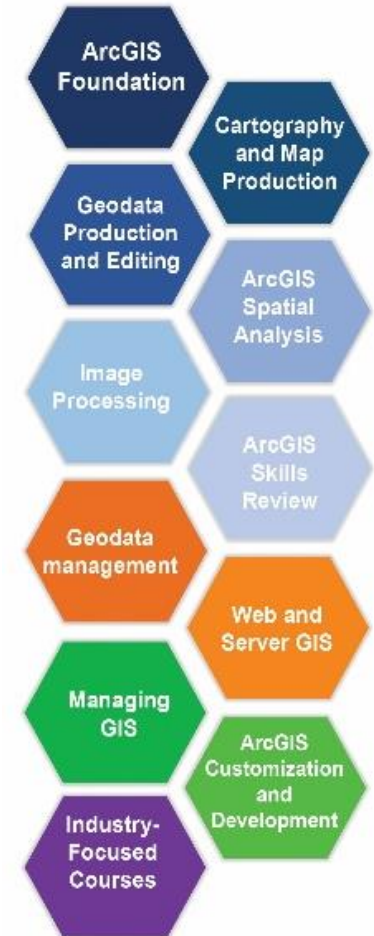 ArcGIS
Foundation
Cartography
and Map
Production
Geodata
Production
and Editing
ArcGIS
Spatial
Analysis
Image
Processing
ArcGIS
Skills
Review
Geodata
management
Web and
Server GIS
Managing
GIS
ArcGIS
Customization
and
Development
Industry-
Focused
Courses